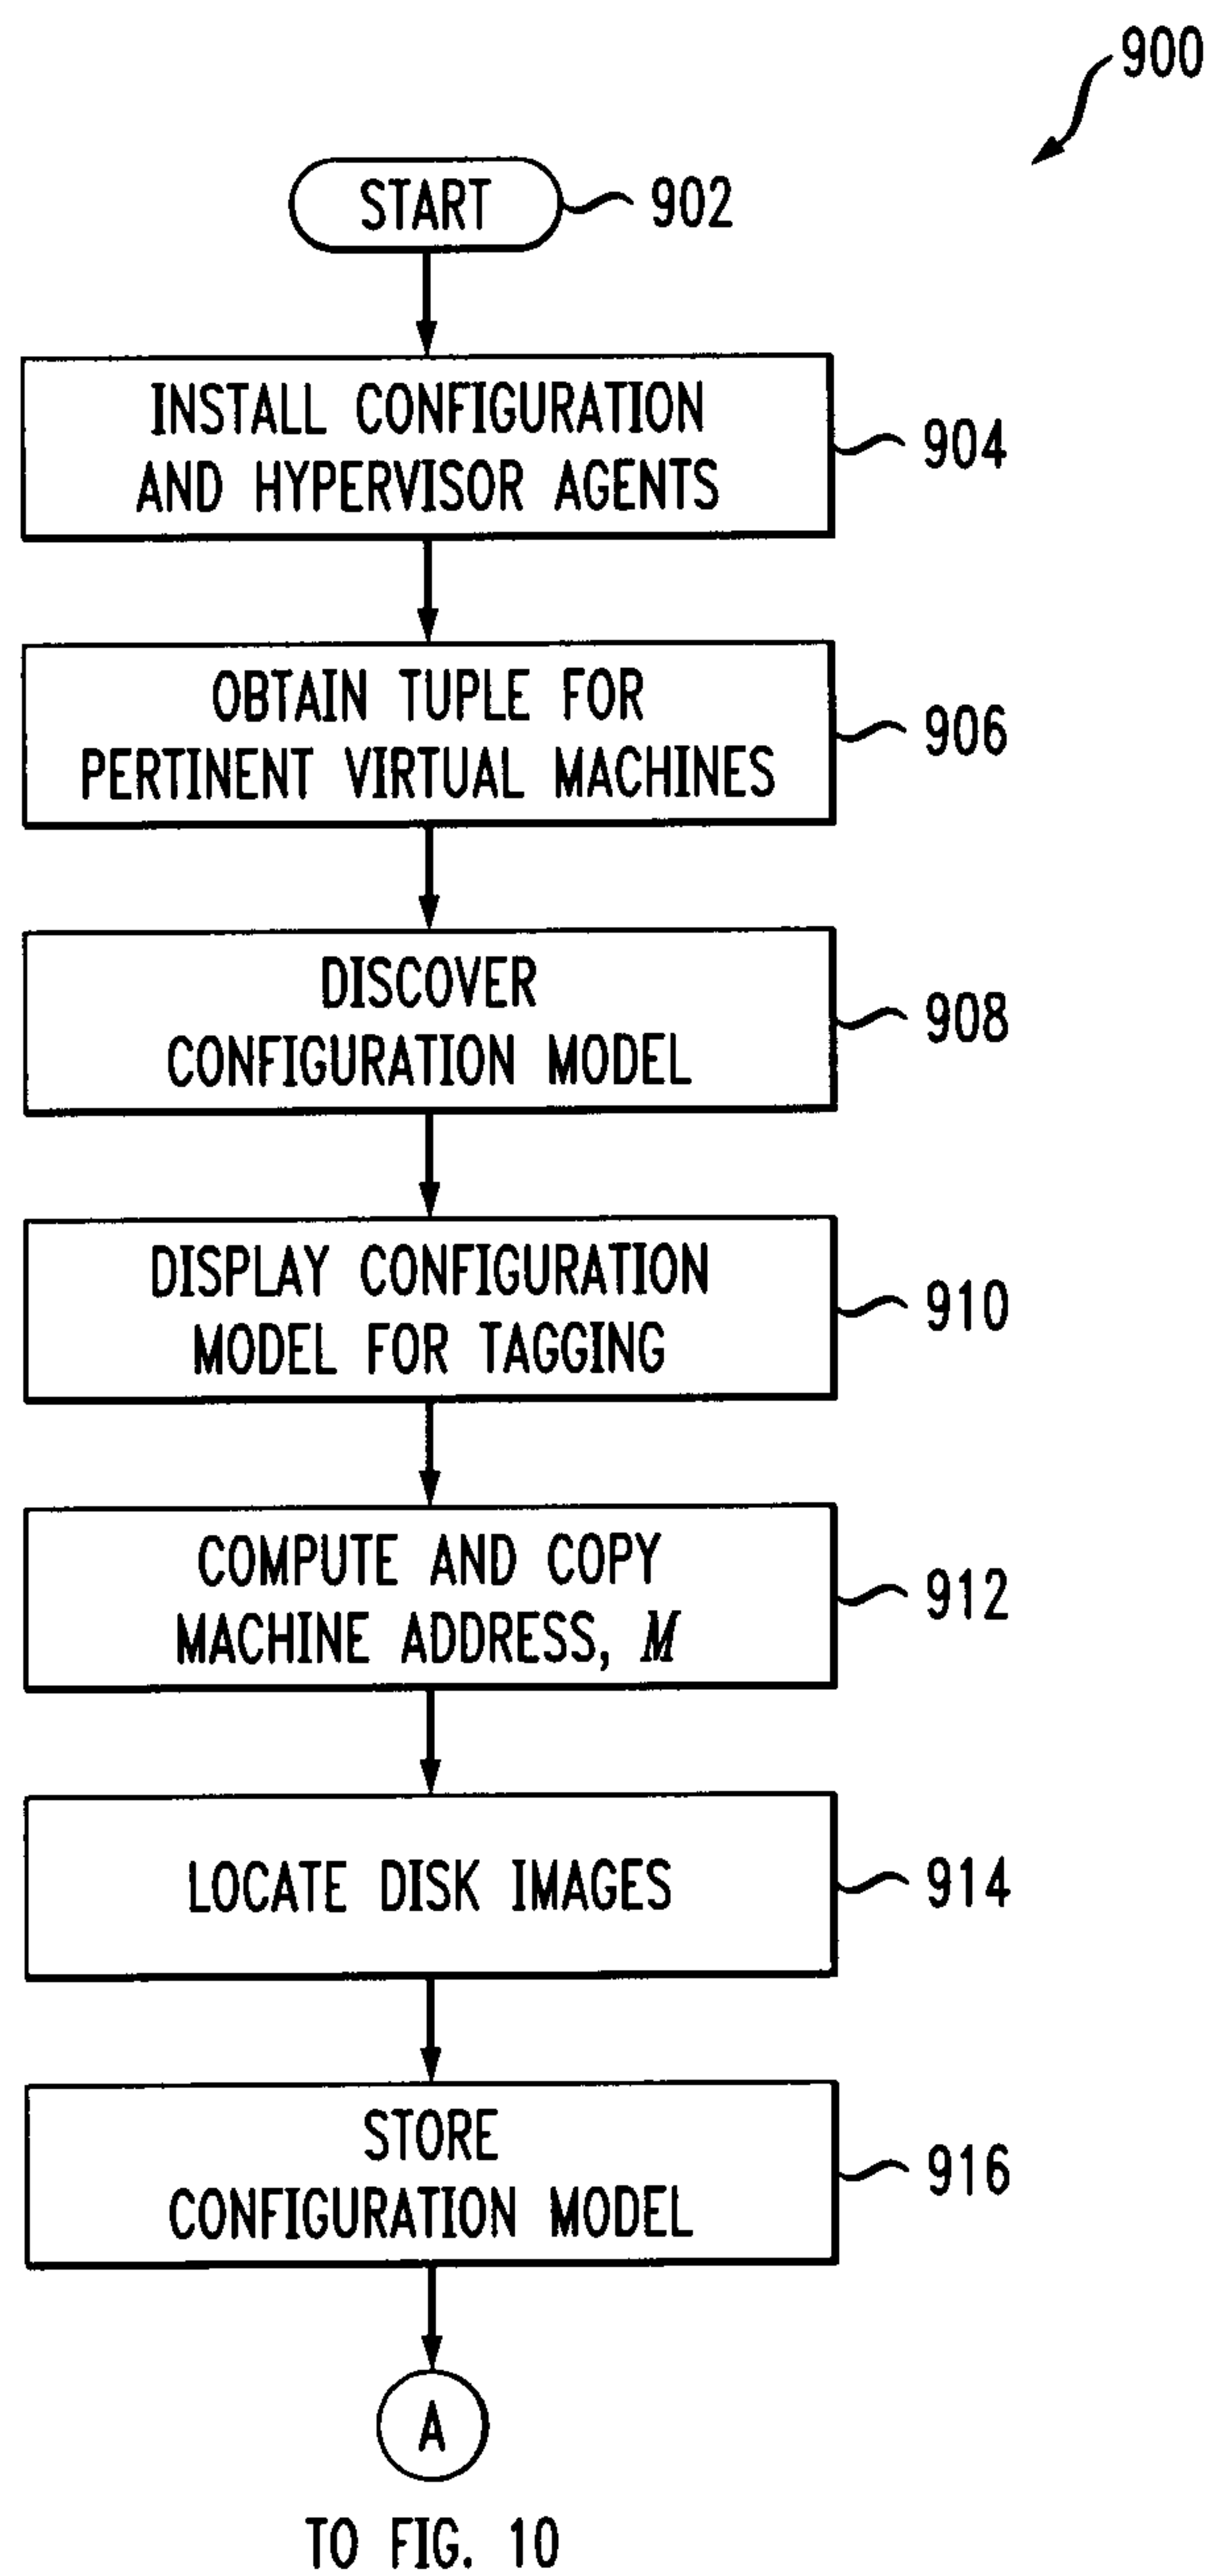 900
START
902
INSTALL CONFIGURATION
AND HYPERVISOR AGENTS
904
OBTAIN TUPLE FOR
PERTINENT VIRTUAL MACHINES
906
DISCOVER
CONFIGURATION MODEL
908
DISPLAY CONFIGURATION
MODEL FOR TAGGING
910
COMPUTE AND COPY
MACHINE ADDRESS, M
912
LOCATE DISK IMAGES
914
STORE
CONFIGURATION MODEL
916
A
TO FIG. 10